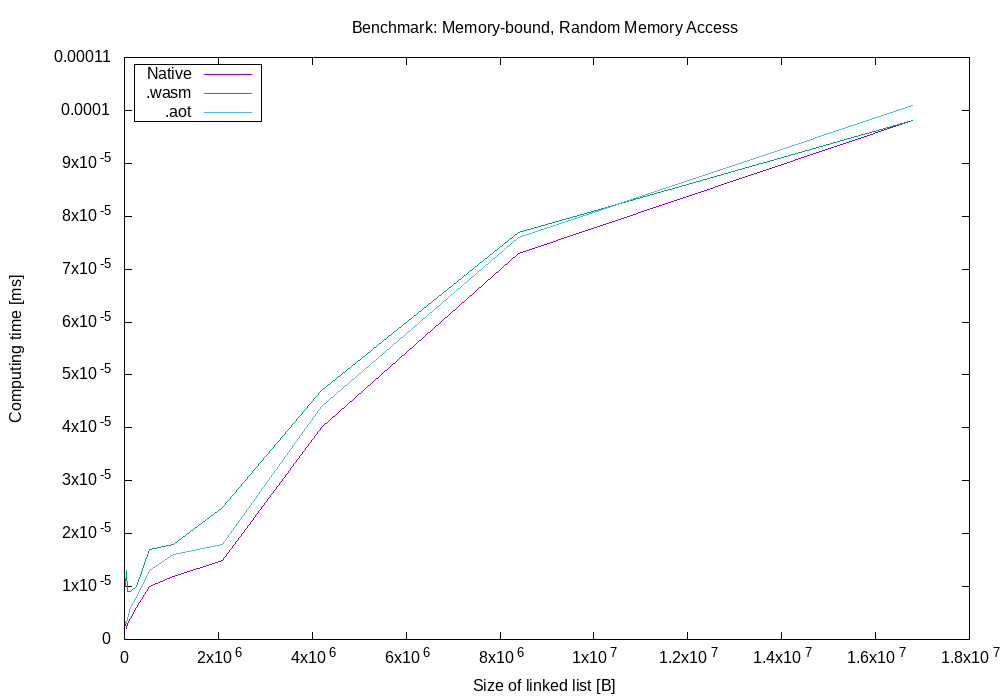 Benchmark: Memory-bound, Random Memory Access
Native
.wasm
.aot
0.00011
0.0001
9x10 -5
8x10 -5
7x10 -5
6x10 -5
5x10 -5
4x10 -5
3x10 -5
2x10 -5
1x10 -5
0
Computing time [ms]
0 2x10 6 4x10 6 6x10 6 8x10 6 1x10 7 1.2x10 7 1.4x10 7 1.6x10 7 1.8x10 7
Size of linked list [B]